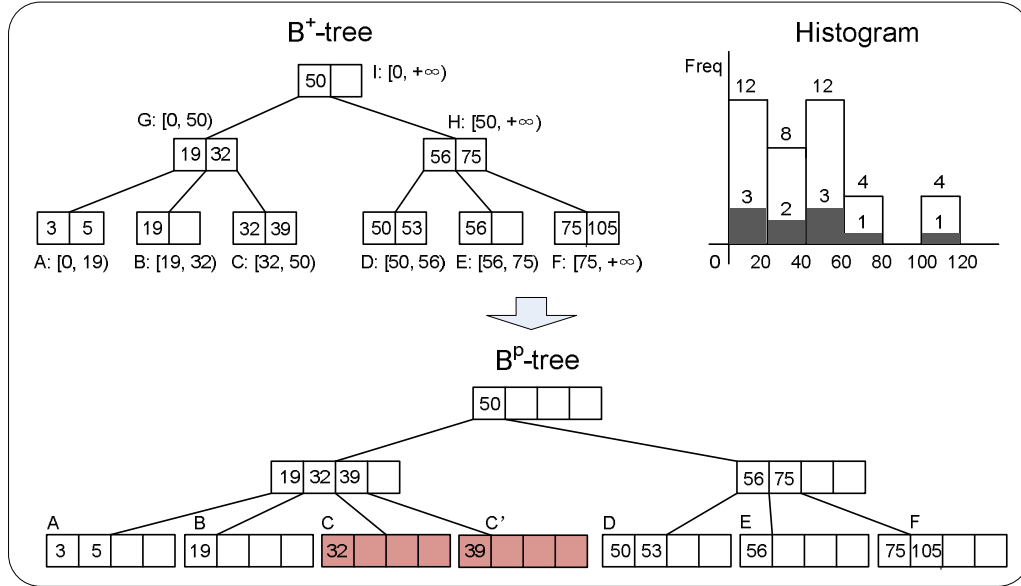 B⁺-tree
50
I: [0, +∞)
G: [0, 50)
H: [50, +∞)
19 32
56 75
3 5
19
32 39
50 53
56
75 105
A: [0, 19)
B: [19, 32)
C: [32, 50)
D: [50, 56)
E: [56, 75)
F: [75, +∞)
Histogram
Freq
12
12
8
4
4
3
2
3
1
1
0 20 40 60 80 100 120
Bᵖ-tree
50
19 32 39
56 75
A
B
C
C’
D
E
F
3 5
19
32
39
50 53
56
75 105